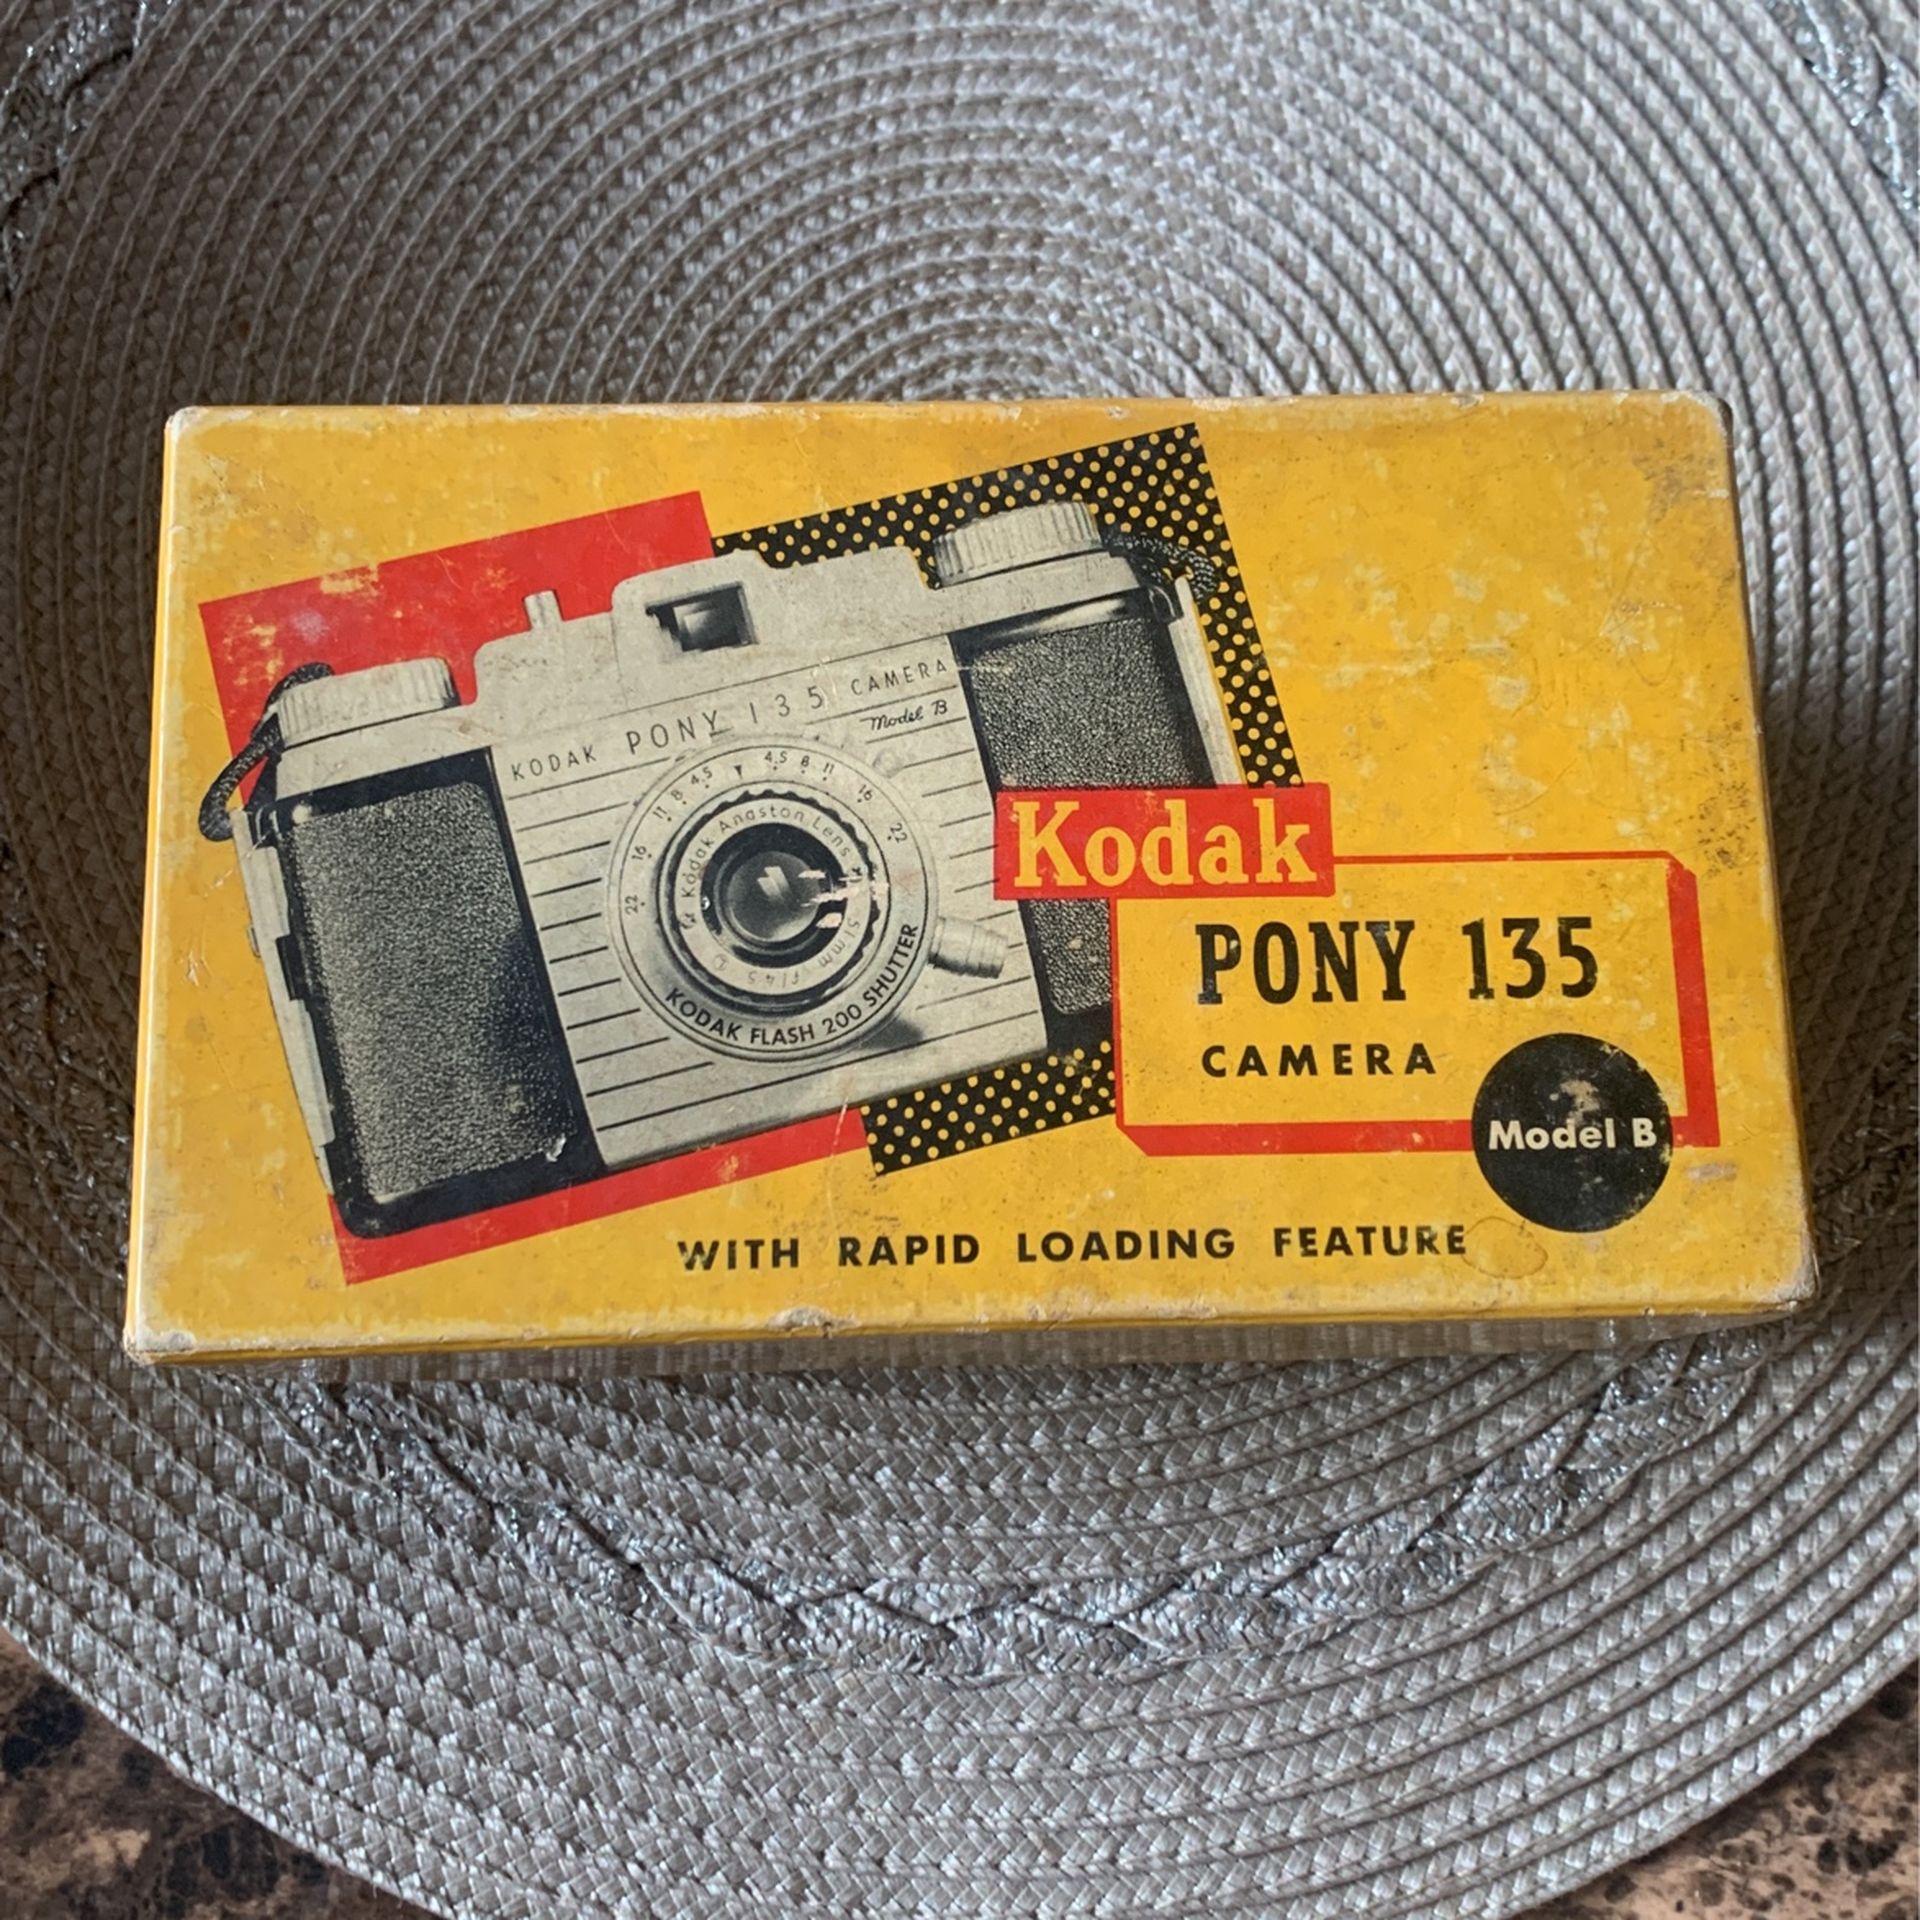 KODAK PONY 135 CAMERA
Model B
22 16 11 8 4.5 4.5 8 11 16 22
Kodak Anaston Lens
51mm f/4.5
KODAK FLASH 200 SHUTTER
Kodak
PONY 135
CAMERA
Model B
WITH RAPID LOADING FEATURE